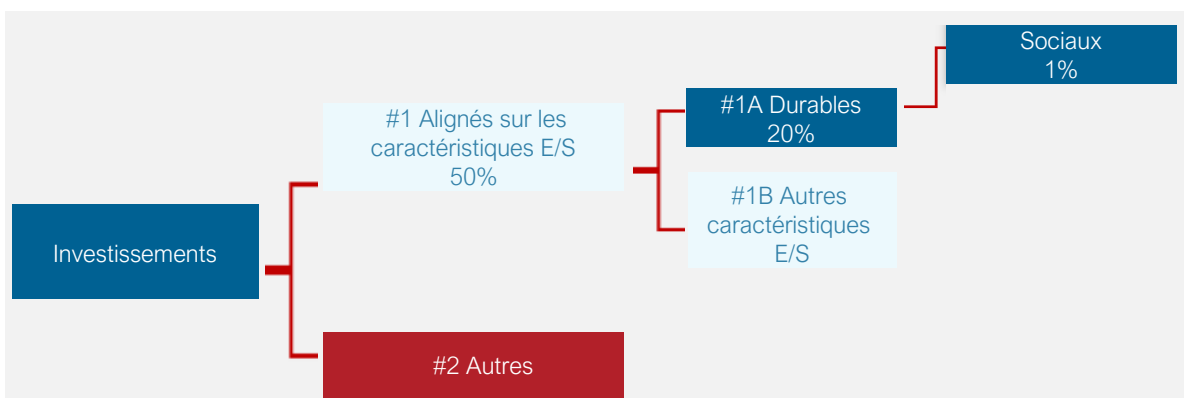 Sociaux
1%
#1A Durables
20%
#1 Alignés sur les
caractéristiques E/S
50%
#1B Autres
caractéristiques
E/S
Investissements
#2 Autres